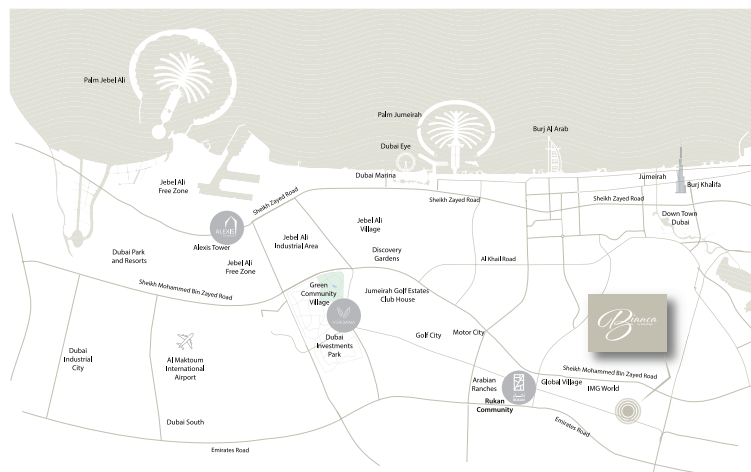 Palm Jebel Ali
Palm Jumeirah
Burj Al Arab
Dubai Eye
Dubai Marina
Jumeirah
Burj Khalifa
Jebel Ali
Free Zone
Sheikh Zayed Road
Sheikh Zayed Road
Sheikh Zayed Road
Down Town
Dubai
ALEXIS
Alexis Tower
Jebel Ali
Village
Jebel Ali
Industrial Area
Dubai Park
and Resorts
Jebel Ali
Free Zone
Discovery
Gardens
Al Khail Road
Sheikh Mohammed Bin Zayed Road
Green
Community
Village
Jumeirah Golf Estates
Club House
Bianca
Dubai
Investments
Park
Golf City
Motor City
Dubai
Industrial
City
Al Maktoum
International
Airport
Sheikh Mohammed Bin Zayed Road
Arabian
Ranches
Global Village
IMG World
Rukan
Community
Dubai South
Emirates Road
Emirates Road